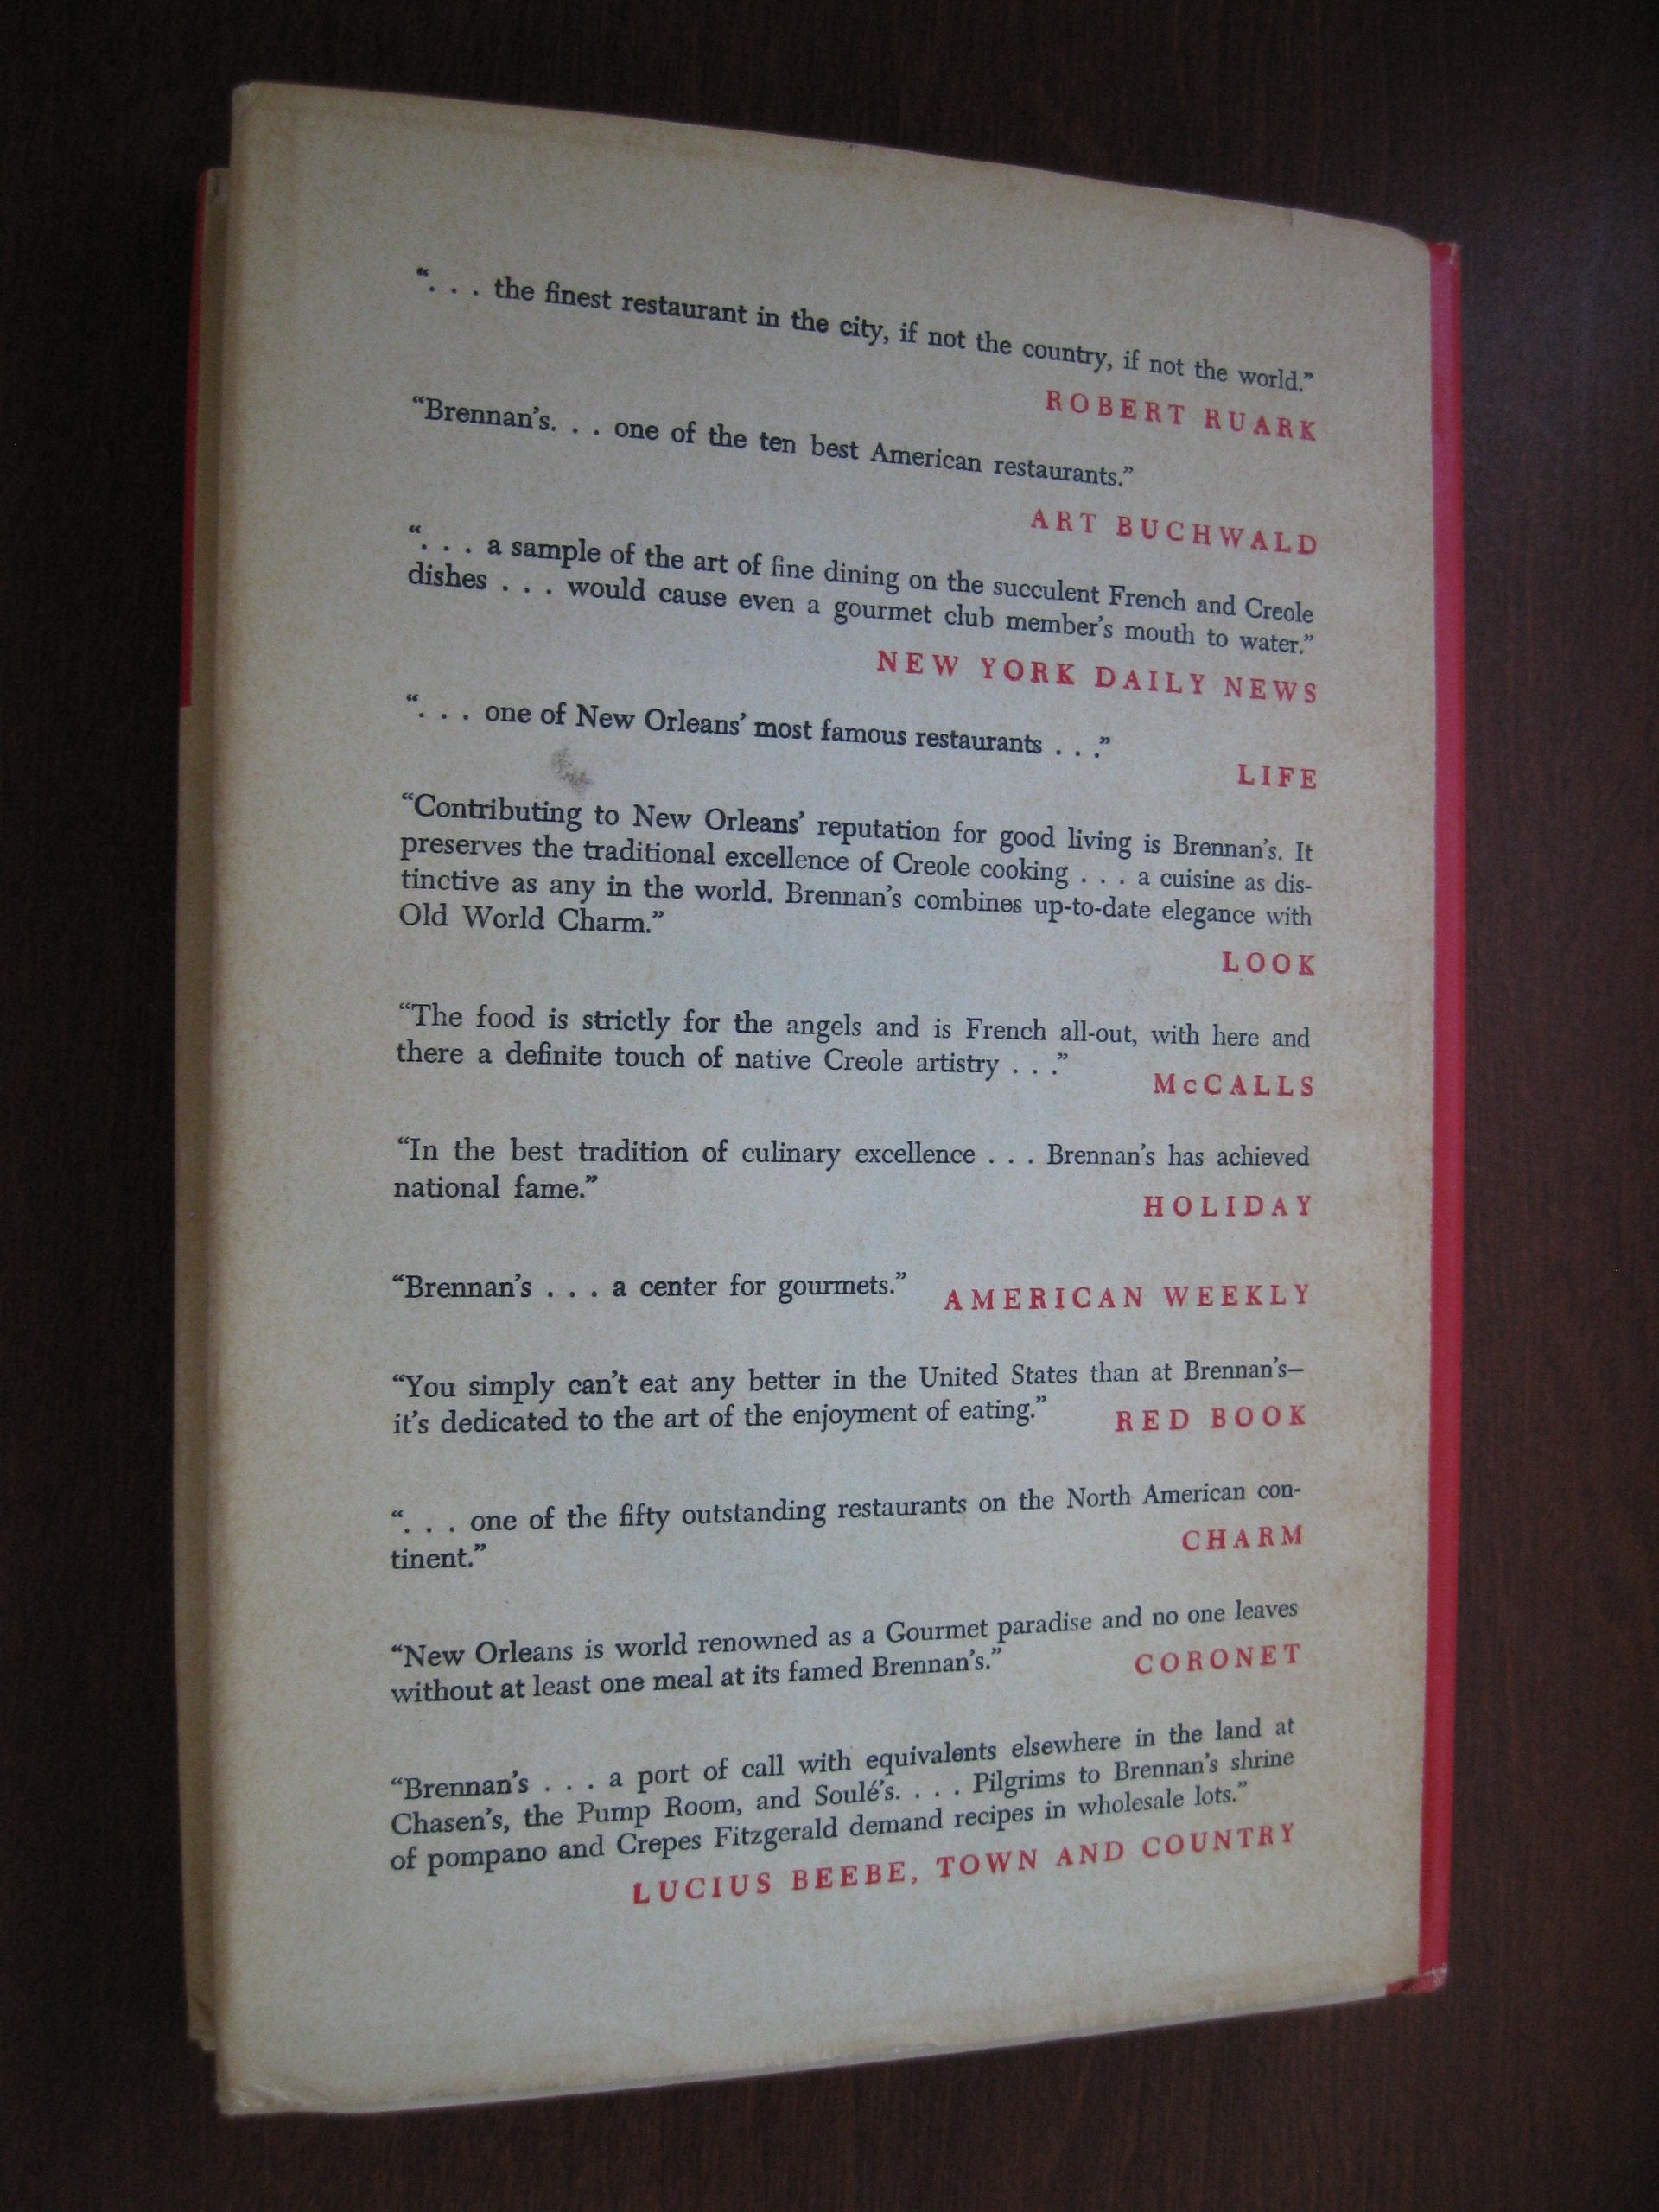 “. . . the finest restaurant in the city, if not the country, if not the world.”
ROBERT RUARK
“Brennan’s. . . one of the ten best American restaurants.”
ART BUCHWALD
“. . . a sample of the art of fine dining on the succulent French and Creole
dishes . . . would cause even a gourmet club member’s mouth to water.”
NEW YORK DAILY NEWS
“. . . one of New Orleans’ most famous restaurants . . .”
LIFE
“Contributing to New Orleans’ reputation for good living is Brennan’s. It
preserves the traditional excellence of Creole cooking . . . a cuisine as dis-
tinctive as any in the world. Brennan’s combines up-to-date elegance with
Old World Charm.”
LOOK
“The food is strictly for the angels and is French all-out, with here and
there a definite touch of native Creole artistry . . .”
McCALLS
“In the best tradition of culinary excellence . . . Brennan’s has achieved
national fame.”
HOLIDAY
“Brennan’s . . . a center for gourmets.” AMERICAN WEEKLY
“You simply can’t eat any better in the United States than at Brennan’s—
it’s dedicated to the art of the enjoyment of eating.” RED BOOK
“. . . one of the fifty outstanding restaurants on the North American con-
tinent.” CHARM
“New Orleans is world renowned as a Gourmet paradise and no one leaves
without at least one meal at its famed Brennan’s.” CORONET
“Brennan’s . . . a port of call with equivalents elsewhere in the land at
Chasen’s, the Pump Room, and Soulé’s. . . . Pilgrims to Brennan’s shrine
of pompano and Crepes Fitzgerald demand recipes in wholesale lots.”
LUCIUS BEEBE, TOWN AND COUNTRY